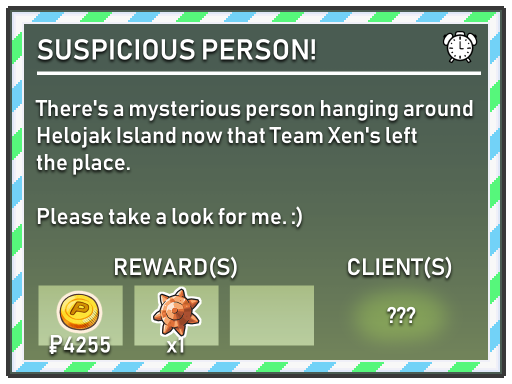 SUSPICIOUS PERSON!
There's a mysterious person hanging around
Helojak Island now that Team Xen's left
the place.
Please take a look for me. :)
REWARD(S)
CLIENT(S)
P
₽4255
x1
???